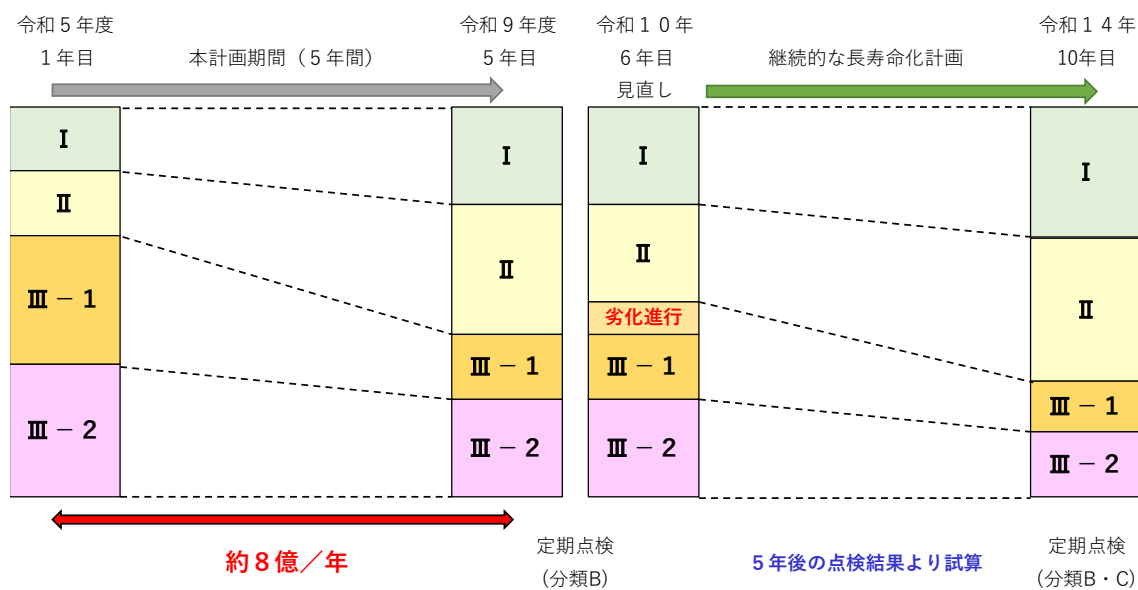 令和５年度
１年目
本計画期間（５年間）
令和９年度
５年目
令和１０年
６年目
見直し
継続的な長寿命化計画
令和１４年
10年目
Ⅰ
Ⅱ
Ⅲ－１
Ⅲ－２
Ⅰ
Ⅱ
Ⅲ－１
Ⅲ－２
Ⅰ
Ⅱ
劣化進行
Ⅲ－１
Ⅲ－２
Ⅰ
Ⅱ
Ⅲ－１
Ⅲ－２
約８億／年
定期点検
(分類B)
５年後の点検結果より試算
定期点検
(分類B・C)